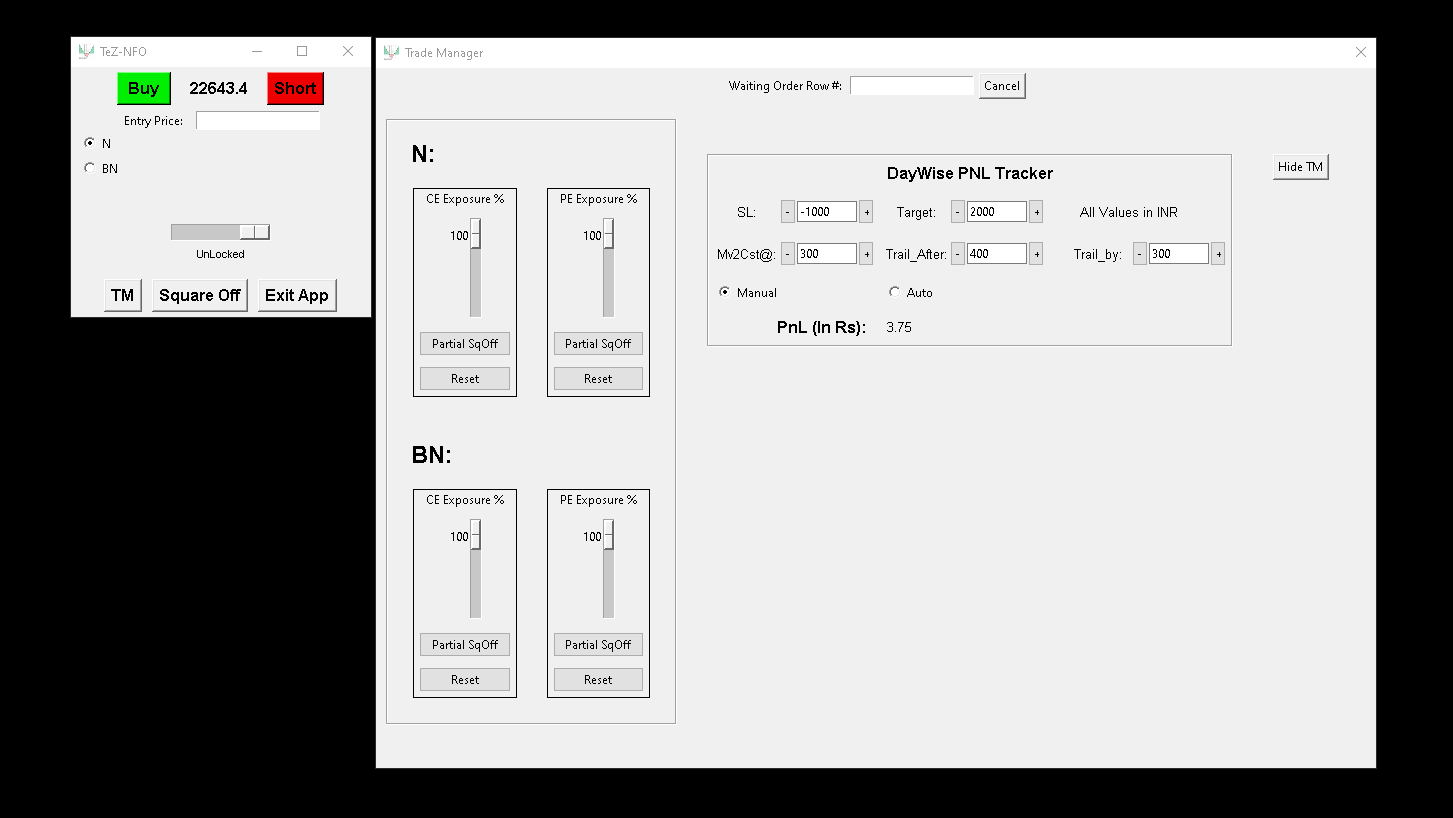 TeZ-NFO
Buy 22643.4 Short
Entry Price:
N
BN
UnLocked
TM Square Off Exit App
Trade Manager
Waiting Order Row #: Cancel
N:
CE Exposure % PE Exposure %
100 100
Partial SqOff Partial SqOff
Reset Reset
BN:
CE Exposure % PE Exposure %
100 100
Partial SqOff Partial SqOff
Reset Reset
DayWise PNL Tracker
SL: - -1000 + Target: - 2000 + All Values in INR
Mv2Cst@: - 300 + Trail_After: - 400 + Trail_by: - 300 +
Manual Auto
PnL (In Rs): 3.75
Hide TM